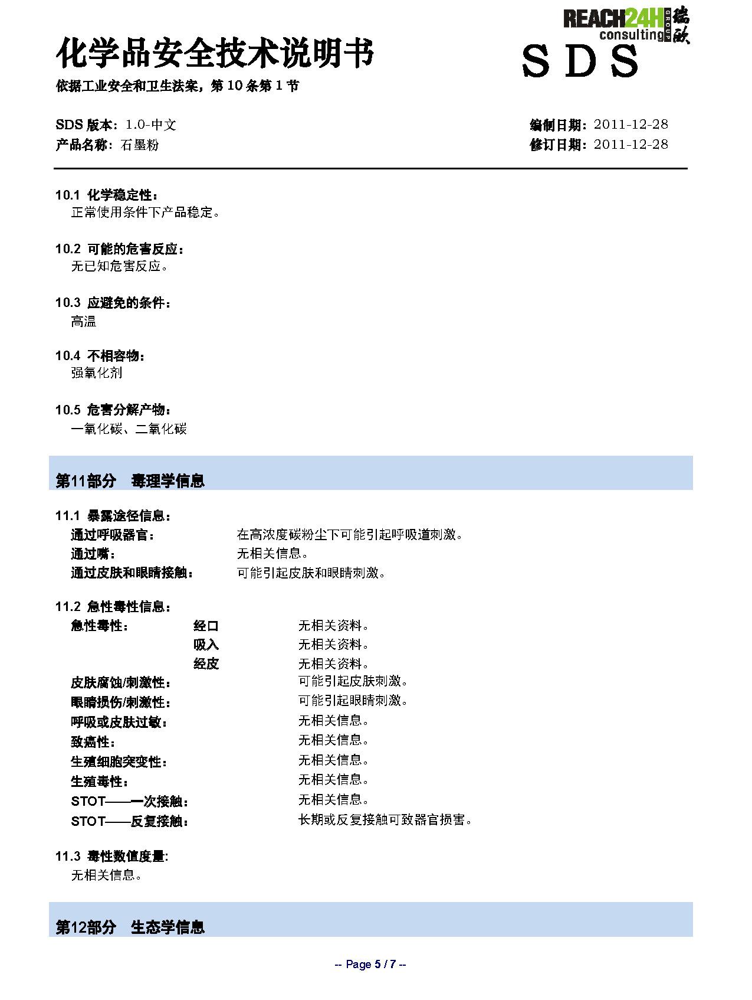 REACH24H
GROUP
瑞欧
consulting
化学品安全技术说明书
S D S
依据工业安全和卫生法案，第 10 条第 1 节
SDS 版本：1.0-中文 编制日期：2011-12-28
产品名称：石墨粉 修订日期：2011-12-28
10.1 化学稳定性：
正常使用条件下产品稳定。
10.2 可能的危害反应：
无已知危害反应。
10.3 应避免的条件：
高温
10.4 不相容物：
强氧化剂
10.5 危害分解产物：
一氧化碳、二氧化碳
第11部分 毒理学信息
11.1 暴露途径信息：
通过呼吸器官： 在高浓度碳粉尘下可能引起呼吸道刺激。
通过嘴： 无相关信息。
通过皮肤和眼睛接触： 可能引起皮肤和眼睛刺激。
11.2 急性毒性信息：
急性毒性： 经口 无相关资料。
吸入 无相关资料。
经皮 无相关资料。
皮肤腐蚀/刺激性： 可能引起皮肤刺激。
眼睛损伤/刺激性： 可能引起眼睛刺激。
呼吸或皮肤过敏： 无相关信息。
致癌性： 无相关信息。
生殖细胞突变性： 无相关信息。
生殖毒性： 无相关信息。
STOT——一次接触： 无相关信息。
STOT——反复接触： 长期或反复接触可致器官损害。
11.3 毒性数值度量:
无相关信息。
第12部分 生态学信息
-- Page 5 / 7 --